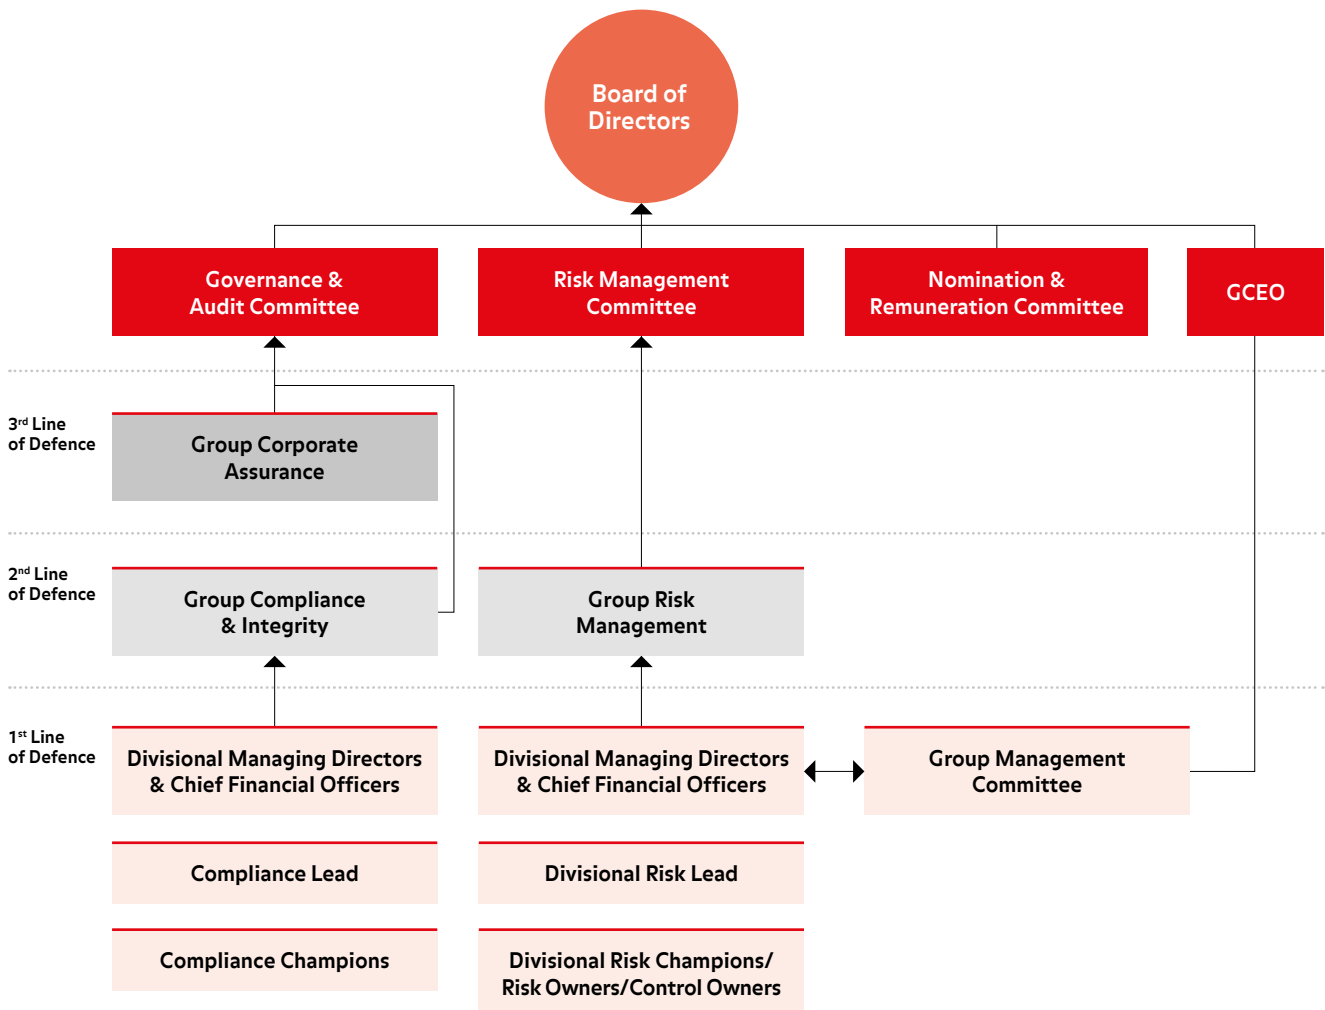 Board of
Directors
Governance &
Audit Committee
Risk Management
Committee
Nomination &
Remuneration Committee
GCEO
3rd Line
of Defence
Group Corporate
Assurance
2nd Line
of Defence
Group Compliance
& Integrity
Group Risk
Management
1st Line
of Defence
Divisional Managing Directors
& Chief Financial Officers
Divisional Managing Directors
& Chief Financial Officers
Group Management
Committee
Compliance Lead
Divisional Risk Lead
Compliance Champions
Divisional Risk Champions/
Risk Owners/Control Owners